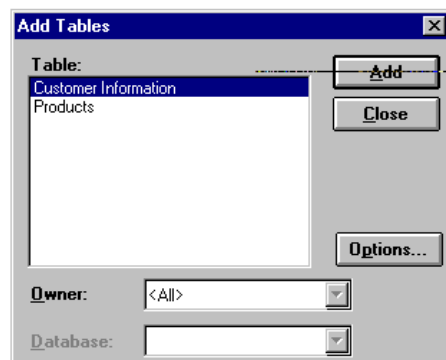 Add Tables
Table:
Customer Information
Products
Add
Close
Options...
Owner:
<All>
Database: